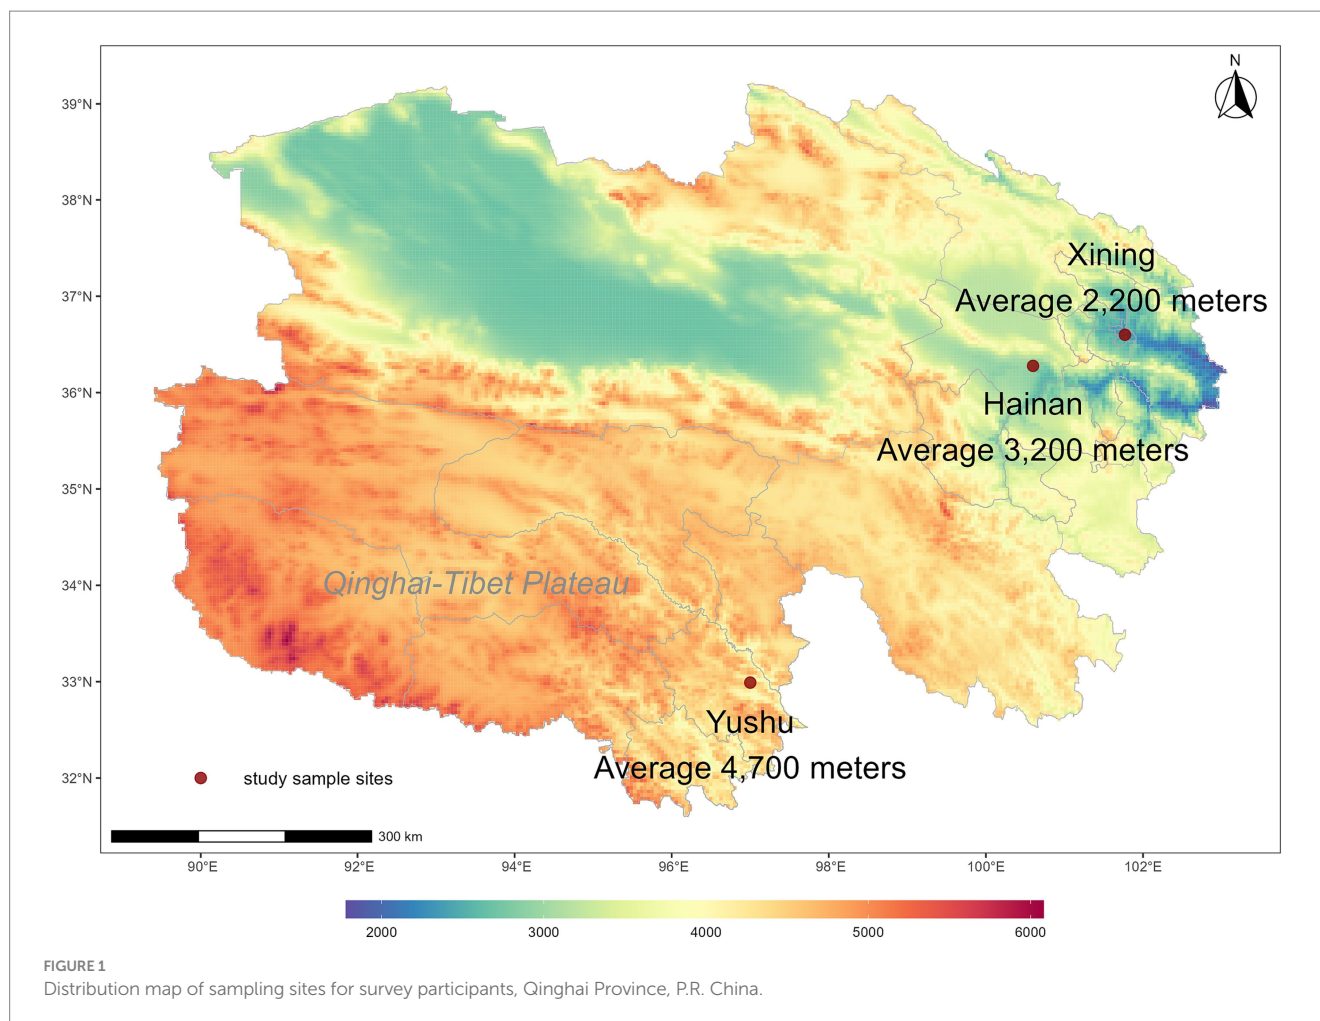 N
39°N
38°N
37°N
36°N
35°N
34°N
33°N
32°N
Xining
Average 2,200 meters
Hainan
Average 3,200 meters
Qinghai-Tibet Plateau
Yushu
Average 4,700 meters
study sample sites
300 km
90°E 92°E 94°E 96°E 98°E 100°E 102°E
2000 3000 4000 5000 6000
FIGURE 1
Distribution map of sampling sites for survey participants, Qinghai Province, P.R. China.